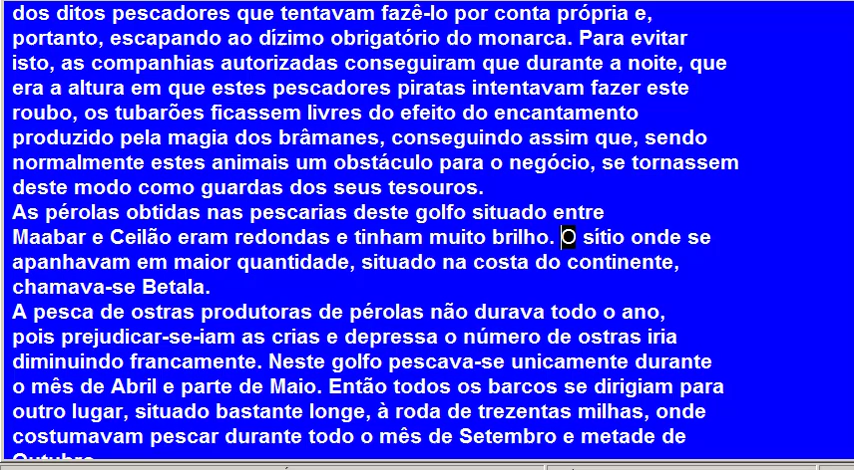 dos ditos pescadores que tentavam fazê-lo por conta própria e,
portanto, escapando ao dízimo obrigatório do monarca. Para evitar
isto, as companhias autorizadas conseguiram que durante a noite, que
era a altura em que estes pescadores piratas intentavam fazer este
roubo, os tubarões ficassem livres do efeito do encantamento
produzido pela magia dos brâmanes, conseguindo assim que, sendo
normalmente estes animais um obstáculo para o negócio, se tornassem
deste modo como guardas dos seus tesouros.
As pérolas obtidas nas pescarias deste golfo situado entre
Maabar e Ceilão eram redondas e tinham muito brilho. O sítio onde se
apanhavam em maior quantidade, situado na costa do continente,
chamava-se Betala.
A pesca de ostras produtoras de pérolas não durava todo o ano,
pois prejudicar-se-iam as crias e depressa o número de ostras iria
diminuindo francamente. Neste golfo pescava-se unicamente durante
o mês de Abril e parte de Maio. Então todos os barcos se dirigiam para
outro lugar, situado bastante longe, à roda de trezentas milhas, onde
costumavam pescar durante todo o mês de Setembro e metade de
Outubro